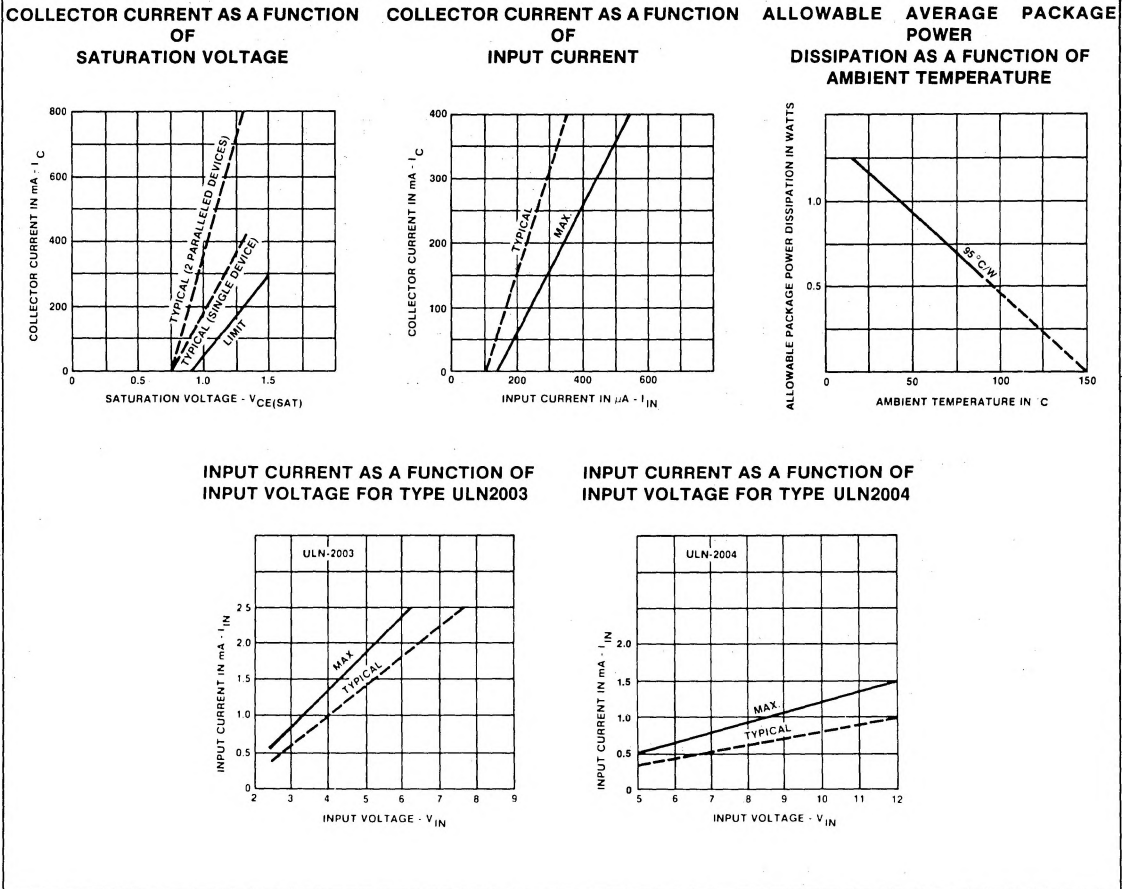 COLLECTOR CURRENT AS A FUNCTION
OF
SATURATION VOLTAGE
COLLECTOR CURRENT IN mA - I C
800
600
400
200
0
TYPICAL (2 PARALLELED DEVICES)
TYPICAL (SINGLE DEVICE)
LIMIT
0 0.5 1.0 1.5
SATURATION VOLTAGE - VCE(SAT)
COLLECTOR CURRENT AS A FUNCTION
OF
INPUT CURRENT
COLLECTOR CURRENT IN mA - I C
400
300
200
100
0
TYPICAL
MAX.
0 200 400 600
INPUT CURRENT IN µA - I IN
ALLOWABLE AVERAGE PACKAGE
POWER
DISSIPATION AS A FUNCTION OF
AMBIENT TEMPERATURE
ALLOWABLE PACKAGE POWER DISSIPATION IN WATTS
1.0
0.5
95°C/W
0 50 100 150
AMBIENT TEMPERATURE IN °C
INPUT CURRENT AS A FUNCTION OF
INPUT VOLTAGE FOR TYPE ULN2003
ULN-2003
INPUT CURRENT IN mA - I IN
2 5
2.0
1.5
1.0
0.5
0
MAX
TYPICAL
2 3 4 5 6 7 8 9
INPUT VOLTAGE - V IN
INPUT CURRENT AS A FUNCTION OF
INPUT VOLTAGE FOR TYPE ULN2004
ULN-2004
INPUT CURRENT IN mA - I IN
2.0
1.5
1.0
0.5
0
MAX.
TYPICAL
5 6 7 8 9 10 11 12
INPUT VOLTAGE - V IN